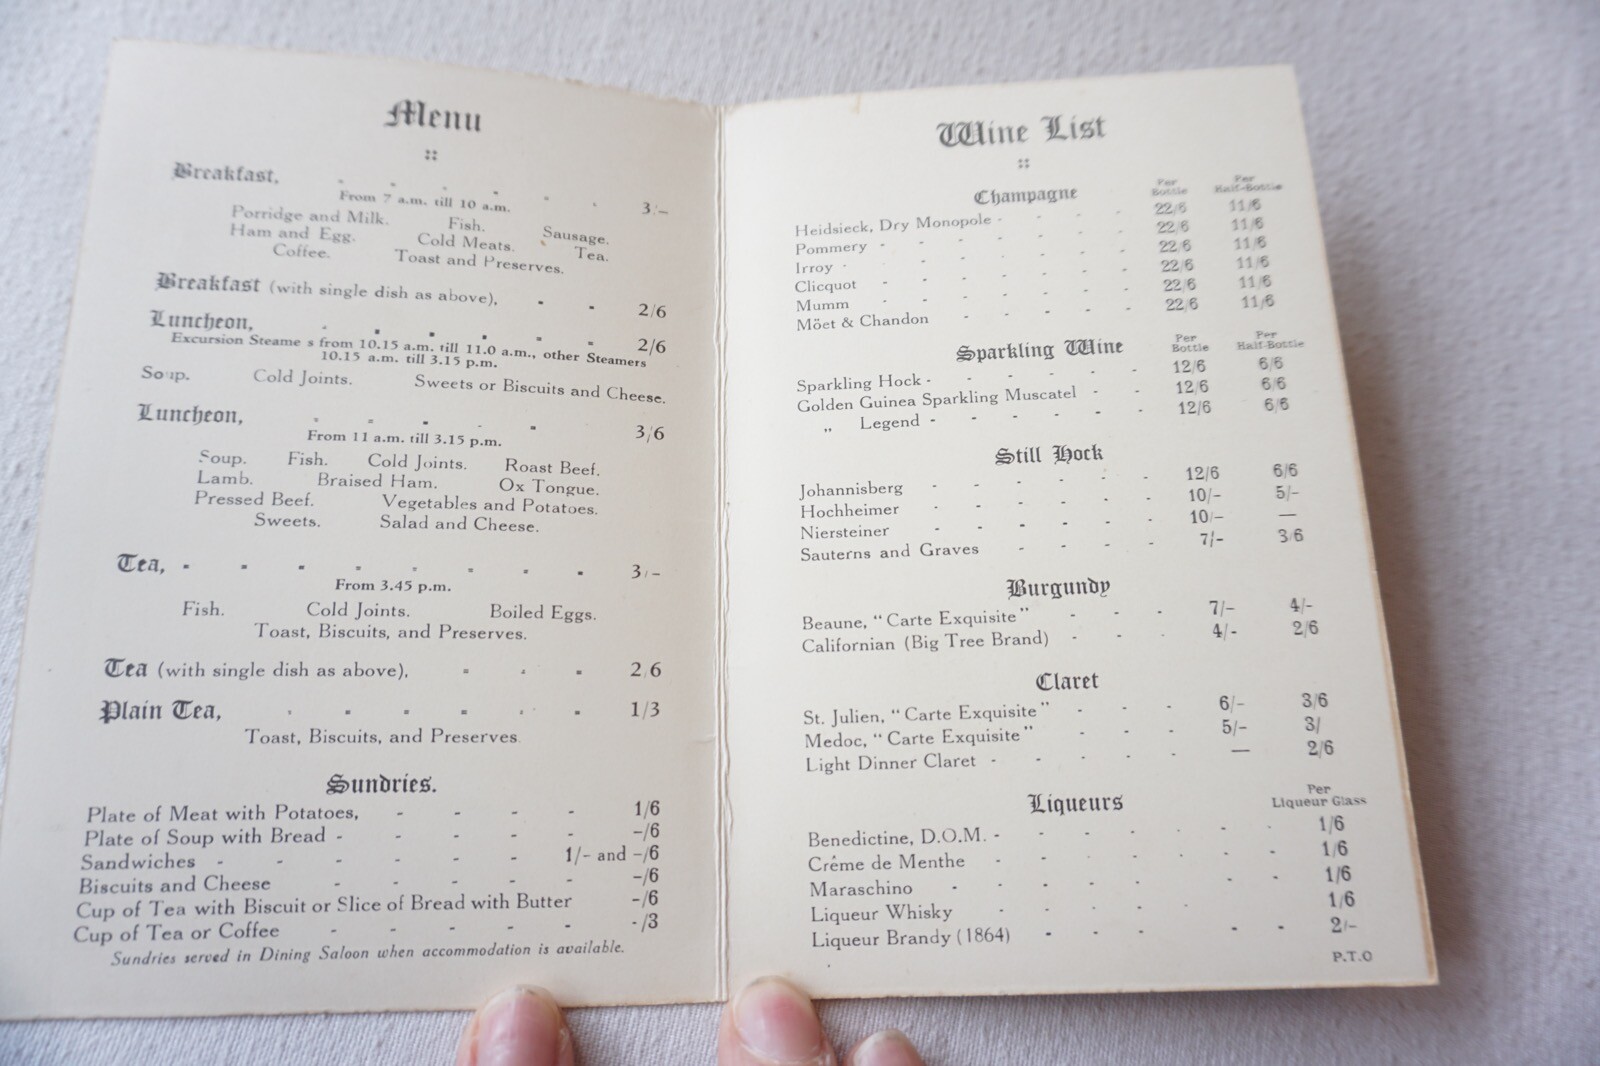 Menu
Breakfast, 3/-
From 7 a.m. till 10 a.m.
Porridge and Milk. Fish. Sausage.
Ham and Egg. Cold Meats. Tea.
Coffee. Toast and Preserves.
Breakfast (with single dish as above), - - 2/6
Luncheon, 2/6
Excursion Steame s from 10.15 a.m. till 11.0 a.m., other Steamers
10.15 a.m. till 3.15 p.m.
Soup. Cold Joints. Sweets or Biscuits and Cheese.
Luncheon, 3/6
From 11 a.m. till 3.15 p.m.
Soup. Fish. Cold Joints. Roast Beef.
Lamb. Braised Ham. Ox Tongue.
Pressed Beef. Vegetables and Potatoes.
Sweets. Salad and Cheese.
Tea, - - - - - - - - 3/-
From 3.45 p.m.
Fish. Cold Joints. Boiled Eggs.
Toast, Biscuits, and Preserves.
Tea (with single dish as above), - - - 2/6
Plain Tea, - - - - - - 1/3
Toast, Biscuits, and Preserves.
Sundries.
Plate of Meat with Potatoes, - - - - 1/6
Plate of Soup with Bread - - - - - -/6
Sandwiches - - - - - - 1/- and -/6
Biscuits and Cheese - - - - - -/6
Cup of Tea with Biscuit or Slice of Bread with Butter -/6
Cup of Tea or Coffee - - - - - -/3
Sundries served in Dining Saloon when accommodation is available.
Wine List
Champagne Per Bottle Per Half-Bottle
Heidsieck, Dry Monopole - - - - 22/6 11/6
Pommery - - - - - - - 22/6 11/6
Irroy - - - - - - - - 22/6 11/6
Clicquot - - - - - - - 22/6 11/6
Mumm - - - - - - - 22/6 11/6
Möet & Chandon - - - - - 22/6 11/6
Sparkling Wine Per Bottle Per Half-Bottle
Sparkling Hock - - - - - - 12/6 6/6
Golden Guinea Sparkling Muscatel - - 12/6 6/6
„ Legend - - - - - - 12/6 6/6
Still Hock
Johannisberg - - - - - - 12/6 6/6
Hochheimer - - - - - - 10/- 5/-
Niersteiner - - - - - - 10/- —
Sauterns and Graves - - - - 7/- 3/6
Burgundy
Beaune, "Carte Exquisite" - - - 7/- 4/-
Californian (Big Tree Brand) - - - 4/- 2/6
Claret
St. Julien, "Carte Exquisite" - - - 6/- 3/6
Medoc, "Carte Exquisite" - - - 5/- 3/
Light Dinner Claret - - - - - — 2/6
Liqueurs Per Liqueur Glass
Benedictine, D.O.M. - - - - - - - 1/6
Crême de Menthe - - - - - - - 1/6
Maraschino - - - - - - - 1/6
Liqueur Whisky - - - - - 1/6
Liqueur Brandy (1864) - - - - - 2/-
P.T.O